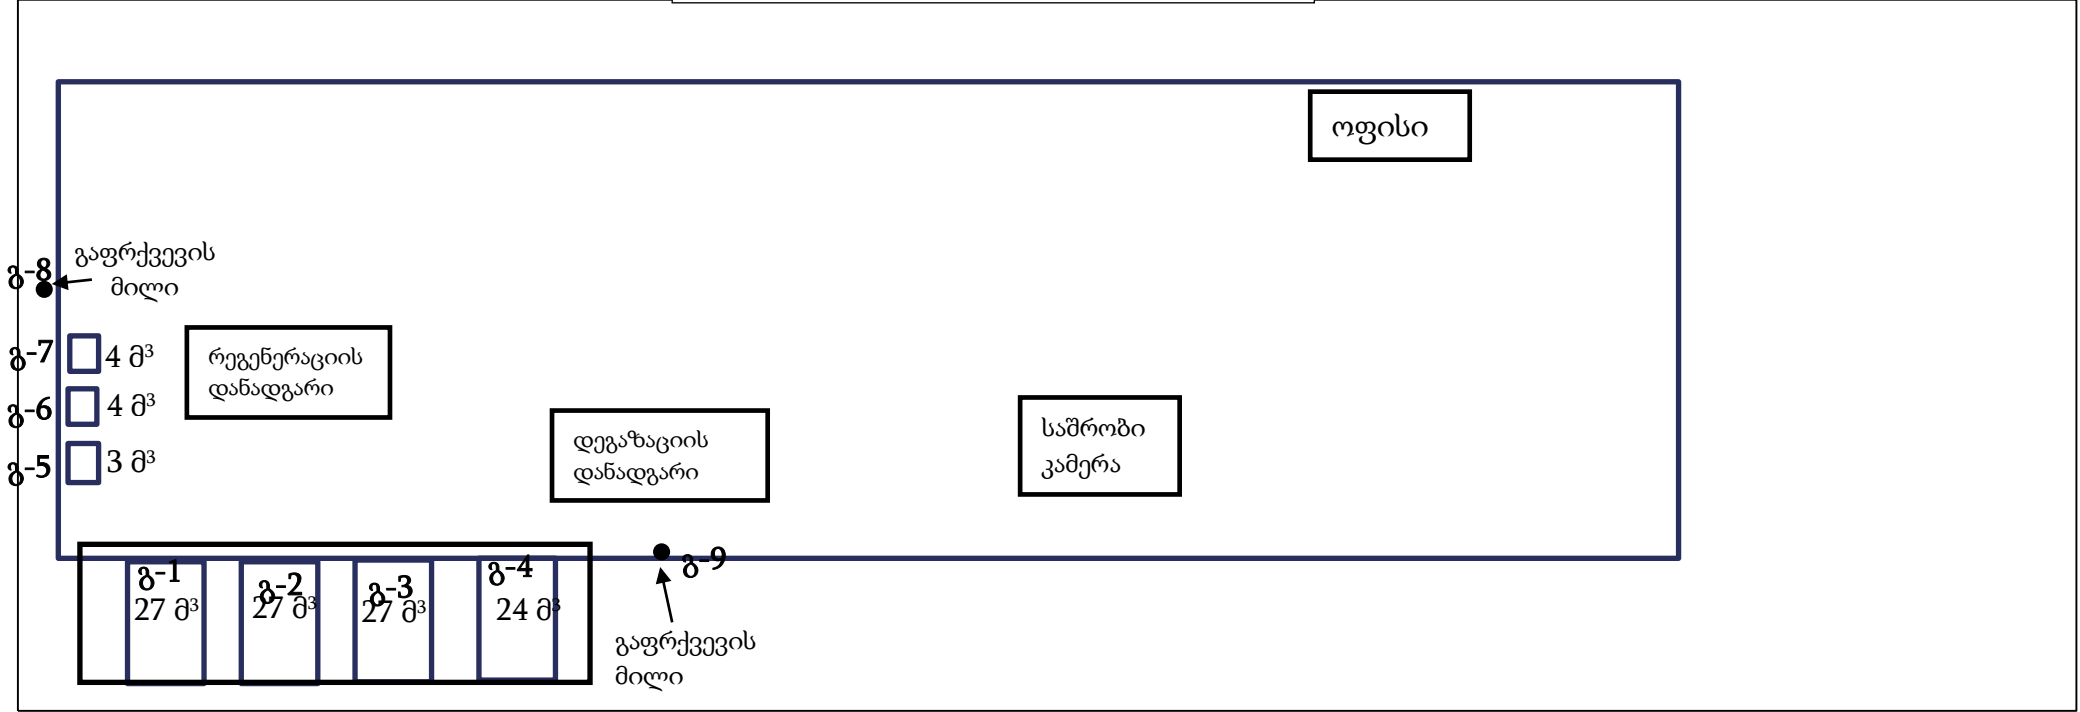 ოფისი
გაფრქვევის
მილი
გ-8
გ-7
4 მ³
რეგენერაციის
დანადგარი
გ-6
4 მ³
გ-5
3 მ³
დეგაზაციის
დანადგარი
საშრობი
კამერა
გ-1
27 მ³
გ-2
27 მ³
გ-3
27 მ³
გ-4
24 მ³
გ-9
გაფრქვევის
მილი